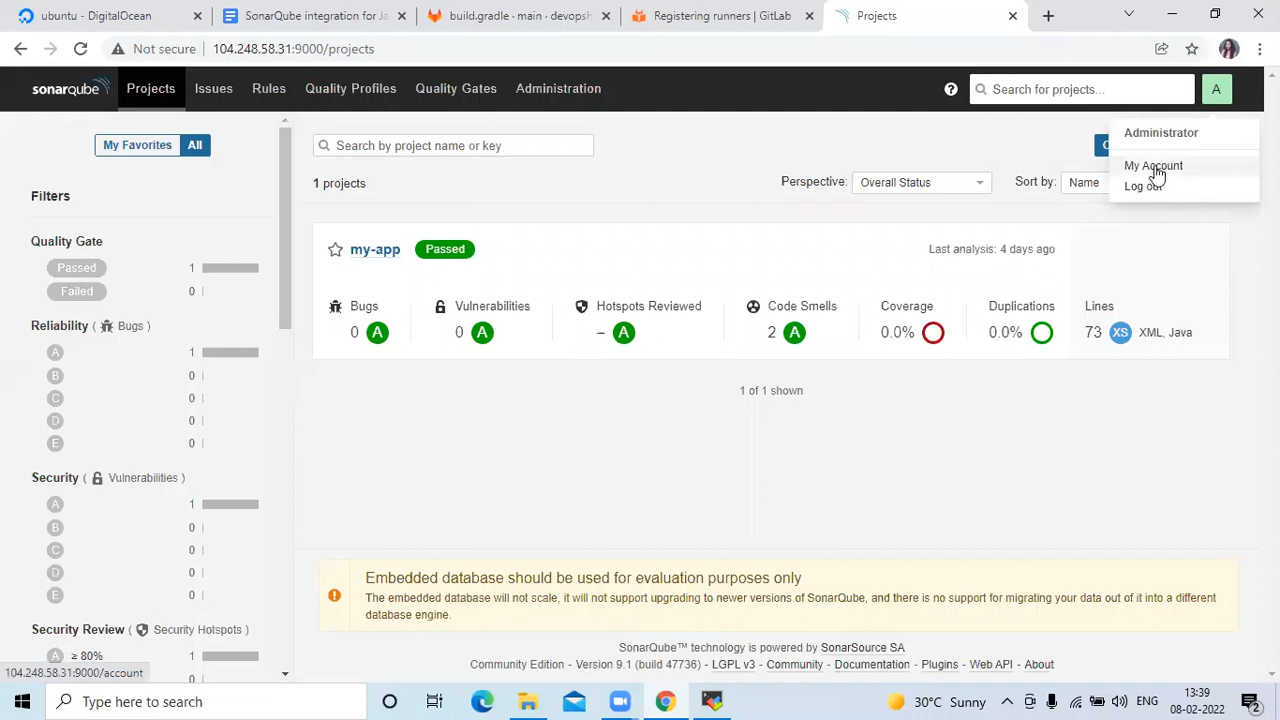 ubuntu - DigitalOcean
SonarQube integration for Ja
build.gradle · main · devopsh
Registering runners | GitLab
Projects
Not secure
104.248.58.31:9000/projects
sonarqube
Projects
Issues
Rules
Quality Profiles
Quality Gates
Administration
Search for projects...
A
My Favorites
All
Search by project name or key
Administrator
My Account
Log out
1 projects
Perspective:
Overall Status
Sort by:
Name
Filters
Quality Gate
Passed 1
Failed 0
Reliability ( Bugs )
A 1
B 0
C 0
D 0
E 0
Security ( Vulnerabilities )
A 1
B 0
C 0
D 0
E 0
Security Review ( Security Hotspots )
A ≥ 80% 1
0
my-app
Passed
Last analysis: 4 days ago
Bugs
Vulnerabilities
Hotspots Reviewed
Code Smells
Coverage
Duplications
Lines
0 A
0 A
– A
2 A
0.0%
0.0%
73 XS XML, Java
1 of 1 shown
Embedded database should be used for evaluation purposes only
The embedded database will not scale, it will not support upgrading to newer versions of SonarQube, and there is no support for migrating your data out of it into a different
database engine.
SonarQube™ technology is powered by SonarSource SA
Community Edition - Version 9.1 (build 47736) - LGPL v3 - Community - Documentation - Plugins - Web API - About
104.248.58.31:9000/account
Type here to search
30°C Sunny
ENG
13:39
08-02-2022
2